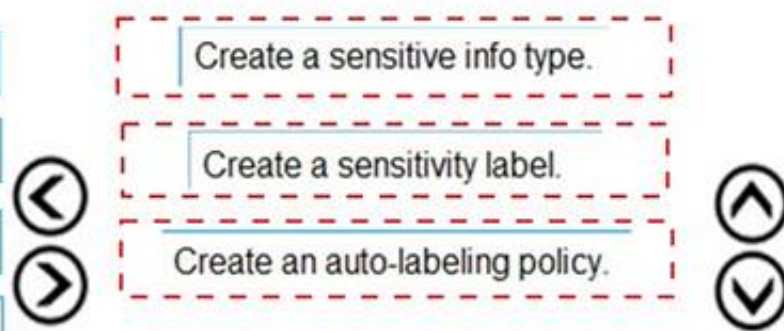 Create a sensitive info type.
Create a sensitivity label.
Create an auto-labeling policy.